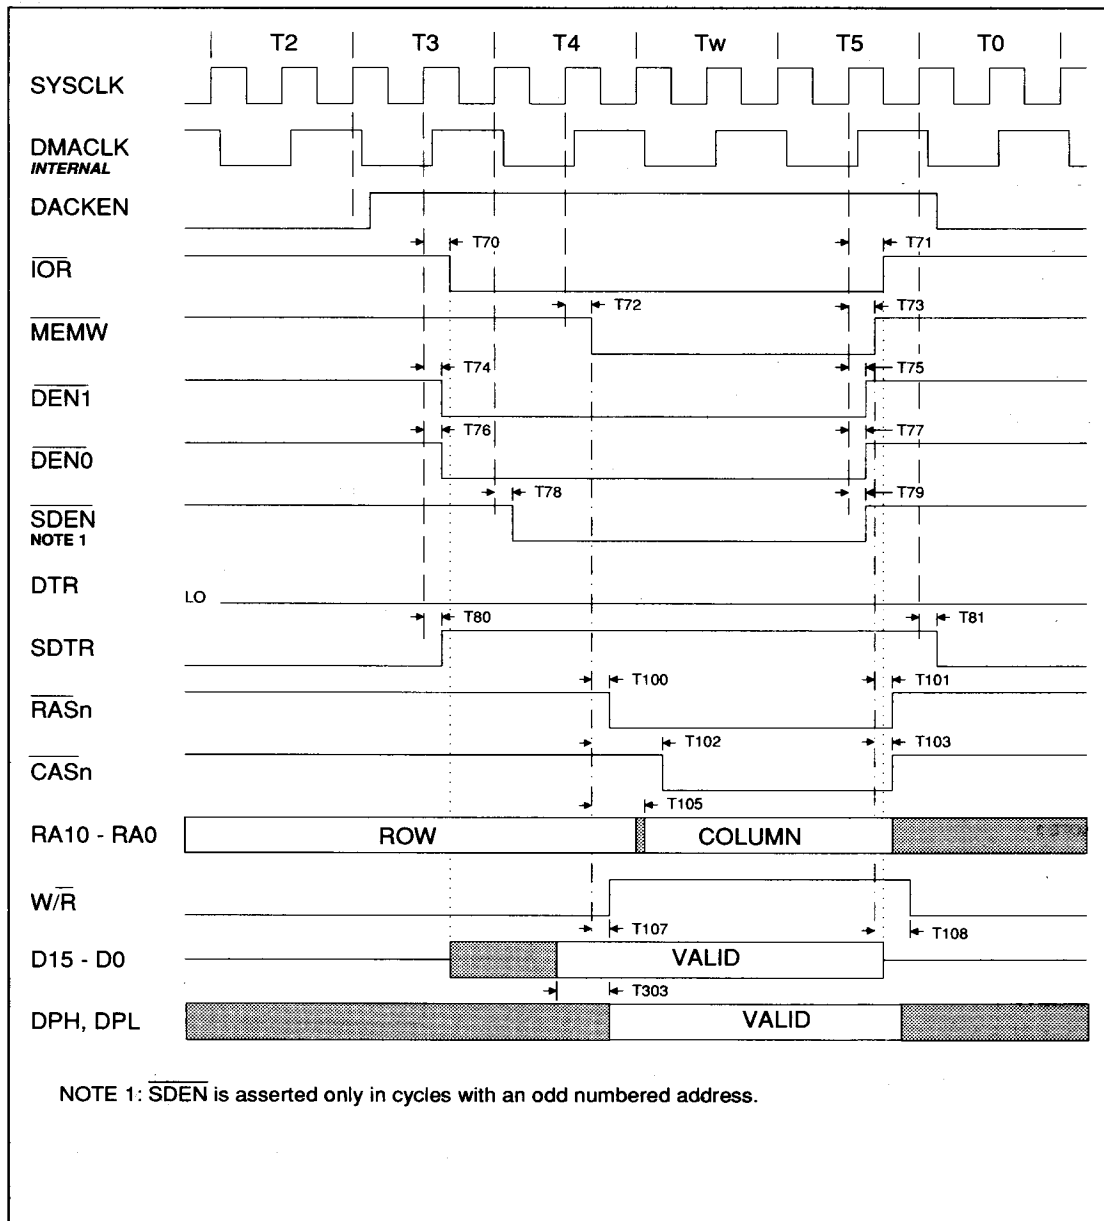 T2 T3 T4 Tw T5 T0
SYSCLK
DMACLK
INTERNAL
DACKEN
T70 T71
IOR
T72 T73
MEMW
T74 T75
DEN1
T76 T77
DEN0
T78 T79
SDEN
NOTE 1
DTR
LO
T80 T81
SDTR
T100 T101
RASn
T102 T103
CASn
T105
RA10 - RA0 ROW COLUMN
W/R
T107 T108
D15 - D0 VALID
T303
DPH, DPL VALID
NOTE 1: SDEN is asserted only in cycles with an odd numbered address.